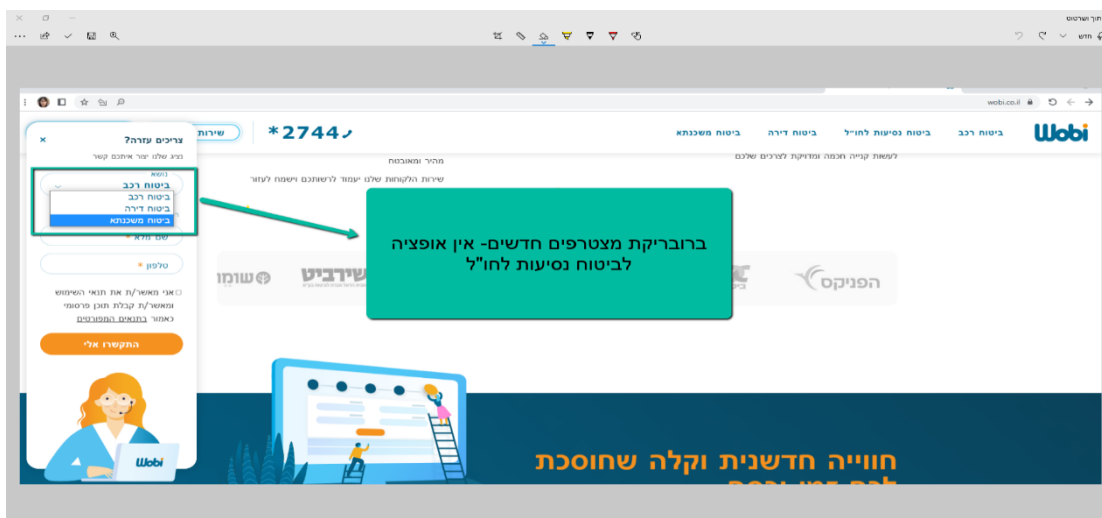 חדש
wobi.co.il
Wobi
ביטוח רכב
ביטוח נסיעות לחו״ל
ביטוח דירה
ביטוח משכנתא
*2744
שירות
לעשות קנייה חכמה ומדויקת לצרכים שלכם
מהיר ומאובטח
שירות הלקוחות שלנו יעמוד לרשותכם וישמח לעזור
ברובריקת מצטרפים חדשים- אין אופציה
לביטוח נסיעות לחו"ל
הפניקס
שירביט
שומ
צריכים עזרה?
נציג שלנו יצור איתכם קשר
נושא
ביטוח רכב
ביטוח רכב
ביטוח דירה
ביטוח משכנתא
שם מלא *
טלפון *
אני מאשר/ת את תנאי השימוש
ומאשר/ת קבלת תוכן פרסומי
כאמור בתנאים המפורטים
התקשרו אלי
Wobi
חווייה חדשנית וקלה שחוסכת